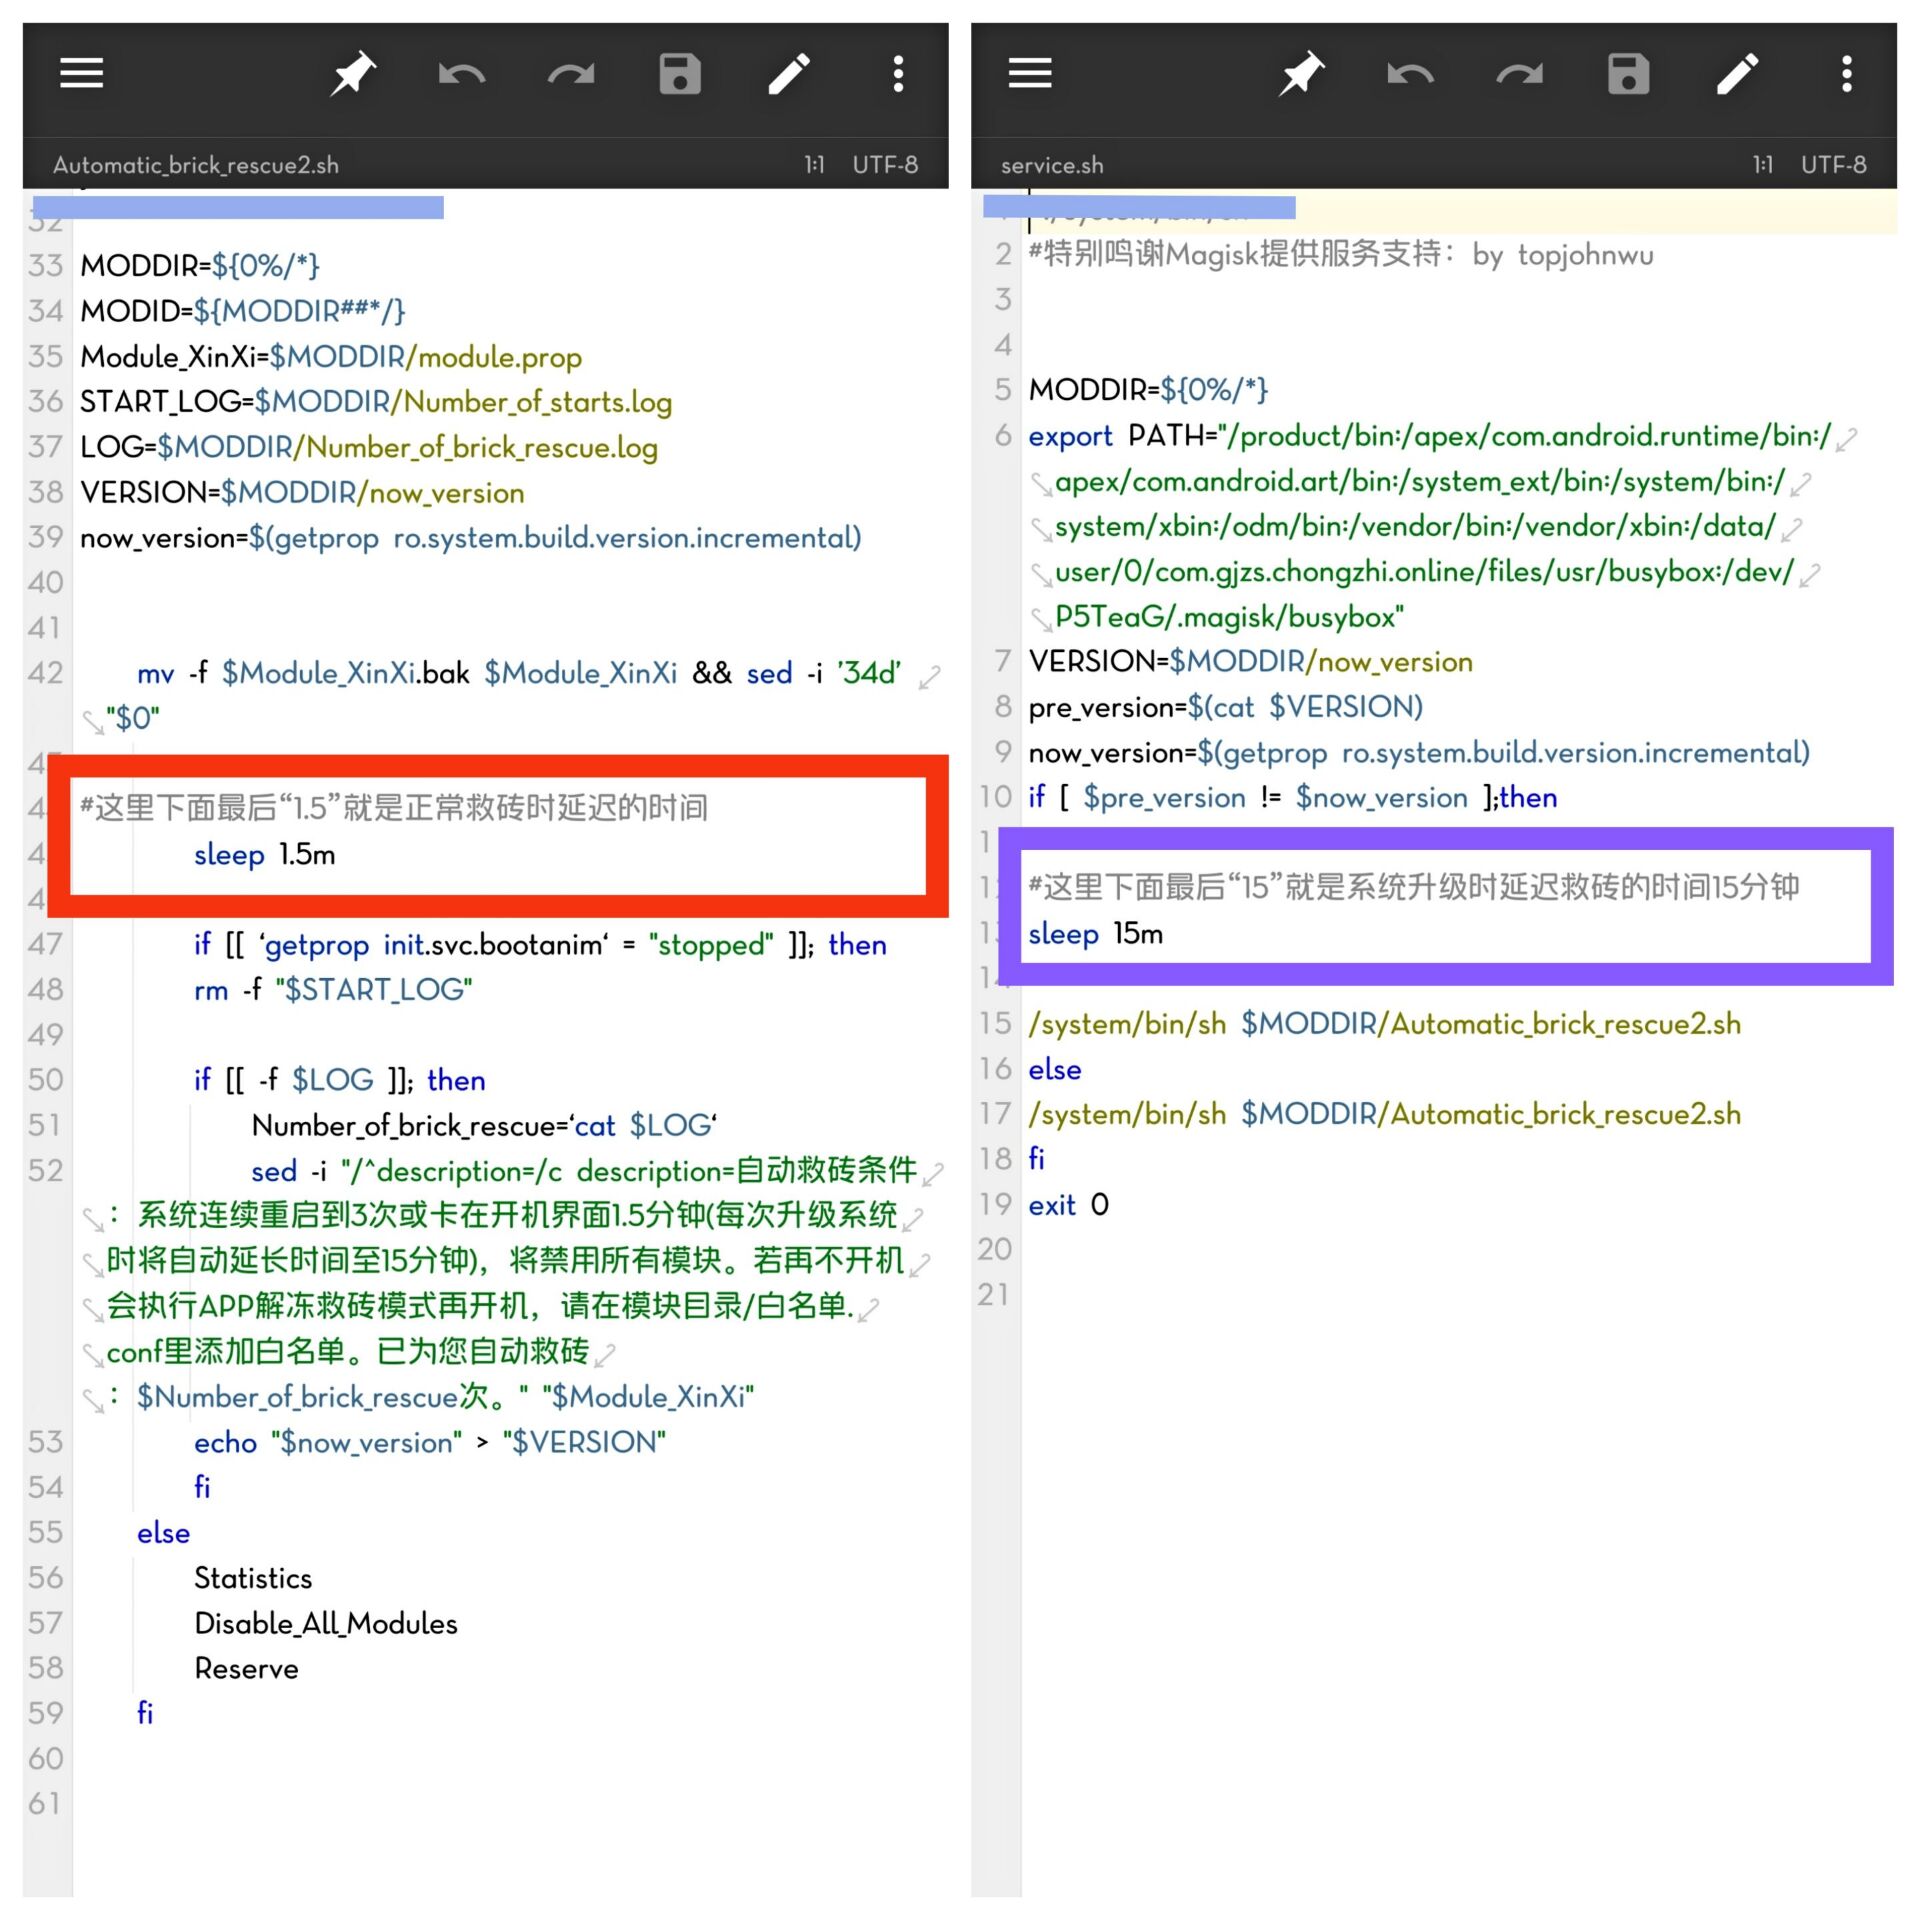 Automatic_brick_rescue2.sh 1:1 UTF-8
32
33 MODDIR=${0%/*}
34 MODID=${MODDIR##*/}
35 Module_XinXi=$MODDIR/module.prop
36 START_LOG=$MODDIR/Number_of_starts.log
37 LOG=$MODDIR/Number_of_brick_rescue.log
38 VERSION=$MODDIR/now_version
39 now_version=$(getprop ro.system.build.version.incremental)
40
41
42 mv -f $Module_XinXi.bak $Module_XinXi && sed -i '34d'
"$0"
4
4 #这里下面最后“1.5”就是正常救砖时延迟的时间
4 sleep 1.5m
4
47 if [[ ‘getprop init.svc.bootanim‘ = "stopped" ]]; then
48 rm -f "$START_LOG"
49
50 if [[ -f $LOG ]]; then
51 Number_of_brick_rescue=‘cat $LOG‘
52 sed -i "/^description=/c description=自动救砖条件
：系统连续重启到3次或卡在开机界面1.5分钟(每次升级系统
时将自动延长时间至15分钟)，将禁用所有模块。若再不开机
会执行APP解冻救砖模式再开机，请在模块目录/白名单.
conf里添加白名单。已为您自动救砖
：$Number_of_brick_rescue次。" "$Module_XinXi"
53 echo "$now_version" > "$VERSION"
54 fi
55 else
56 Statistics
57 Disable_All_Modules
58 Reserve
59 fi
60
61
service.sh 1:1 UTF-8
2 #特别鸣谢Magisk提供服务支持：by topjohnwu
3
4
5 MODDIR=${0%/*}
6 export PATH="/product/bin:/apex/com.android.runtime/bin:/
apex/com.android.art/bin:/system_ext/bin:/system/bin:/
system/xbin:/odm/bin:/vendor/bin:/vendor/xbin:/data/
user/0/com.gjzs.chongzhi.online/files/usr/busybox:/dev/
P5TeaG/.magisk/busybox"
7 VERSION=$MODDIR/now_version
8 pre_version=$(cat $VERSION)
9 now_version=$(getprop ro.system.build.version.incremental)
10 if [ $pre_version != $now_version ];then
1
12 #这里下面最后“15”就是系统升级时延迟救砖的时间15分钟
13 sleep 15m
14
15 /system/bin/sh $MODDIR/Automatic_brick_rescue2.sh
16 else
17 /system/bin/sh $MODDIR/Automatic_brick_rescue2.sh
18 fi
19 exit 0
20
21